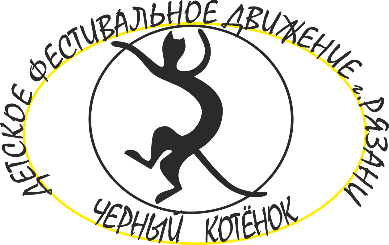 ДЕТСКОЕ ФЕСТИВАЛЬНОЕ ДВИЖЕНИЕ г. РЯЗАНИ
ЧЕРНЫЙ КОТЁНОК